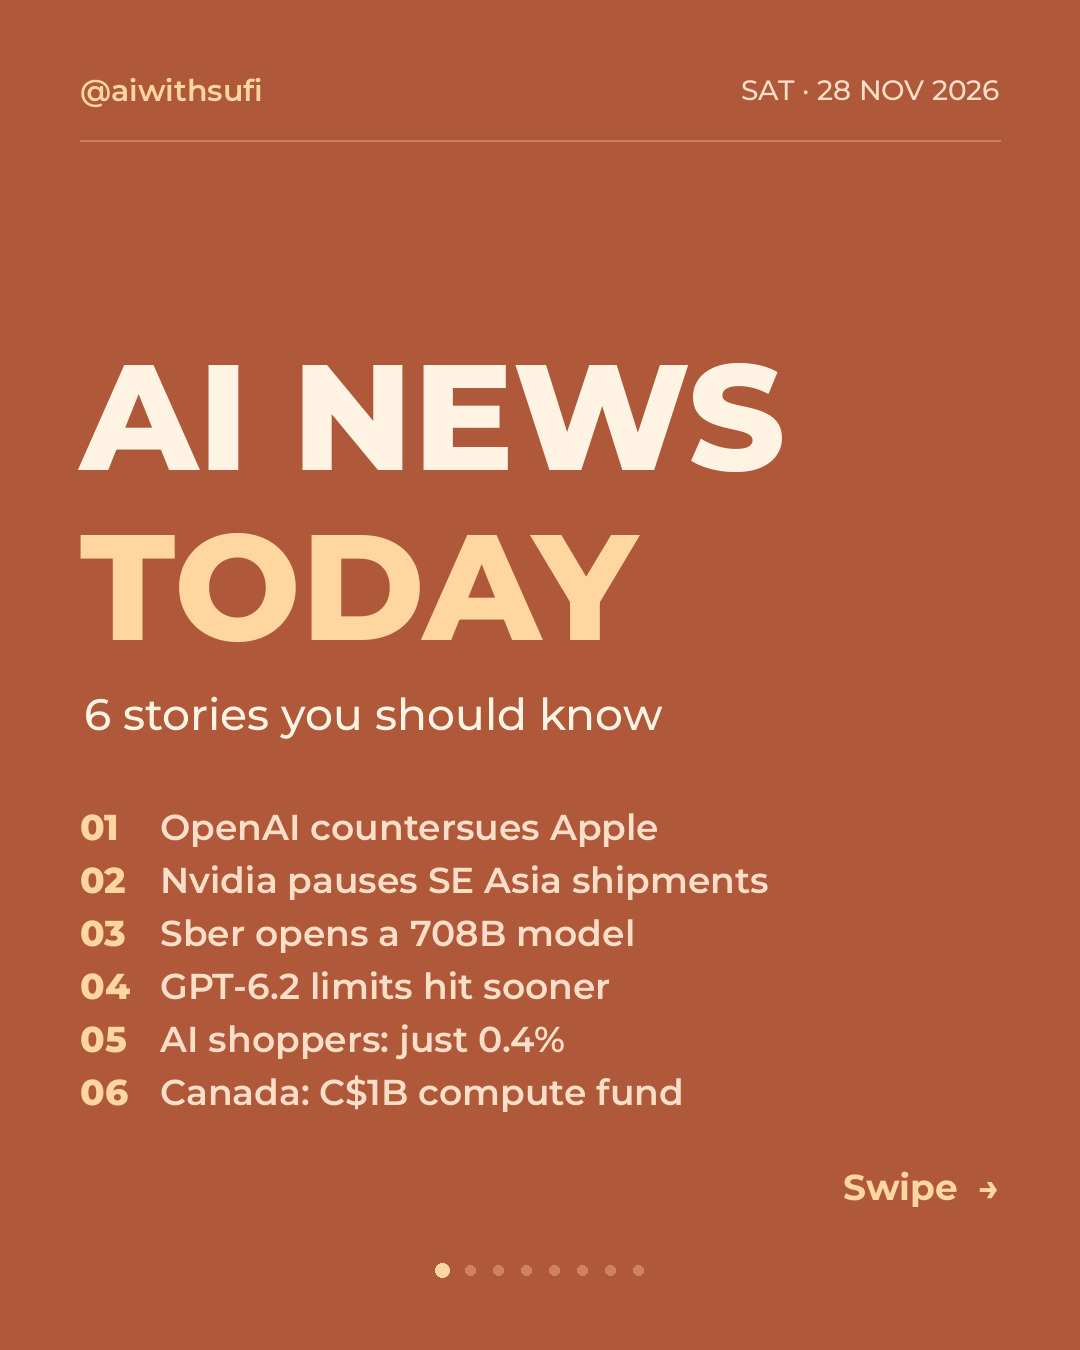 @aiwithsufi
SAT · 28 NOV 2026
AI NEWS
TODAY
6 stories you should know
01 OpenAI countersues Apple
02 Nvidia pauses SE Asia shipments
03 Sber opens a 708B model
04 GPT-6.2 limits hit sooner
05 AI shoppers: just 0.4%
06 Canada: C$1B compute fund
Swipe →